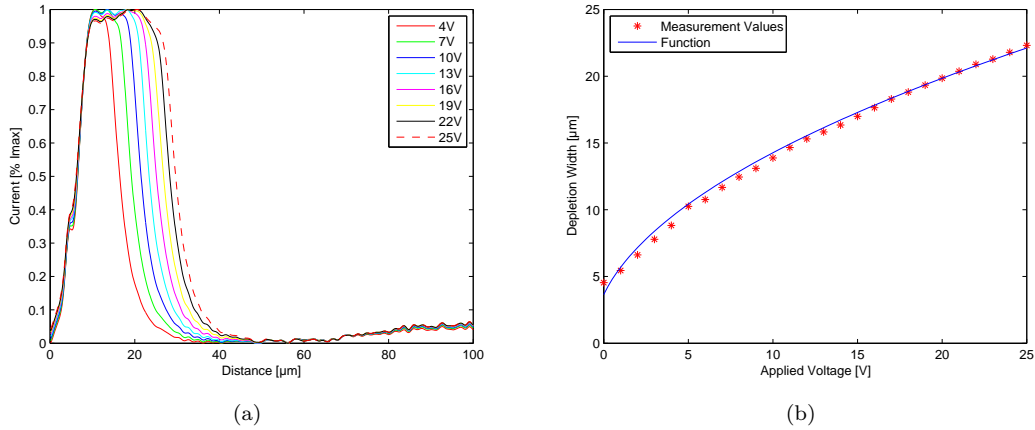 1
0.9
0.8
0.7
0.6
0.5
0.4
0.3
0.2
0.1
0
0 20 40 60 80 100
Current [% Imax]
Distance [µm]
4V
7V
10V
13V
16V
19V
22V
25V
(a)
25
20
15
10
5
0
0 5 10 15 20 25
Depletion Width [µm]
Applied Voltage [V]
Measurement Values
Function
(b)